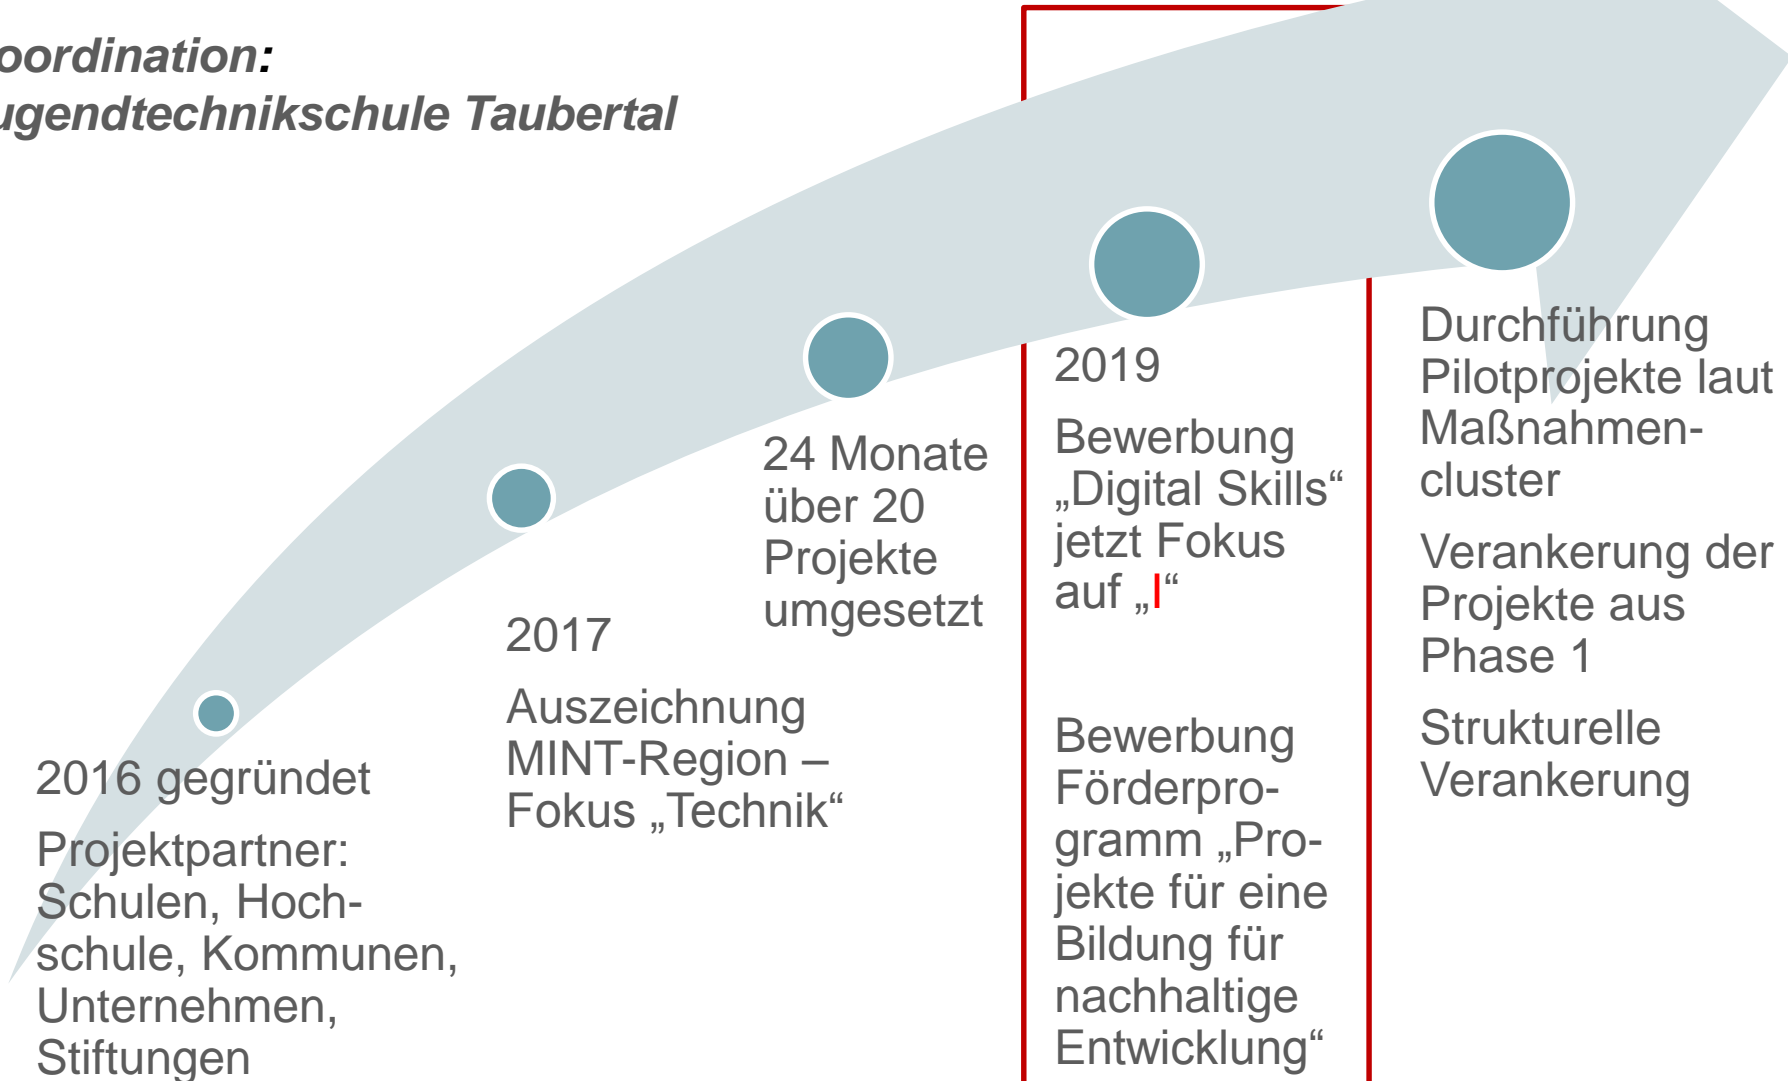 oordination:
ugendtechnikschule Taubertal
2016 gegründet
Projektpartner:
Schulen, Hoch-
schule, Kommunen,
Unternehmen,
Stiftungen
2017
Auszeichnung
MINT-Region –
Fokus „Technik“
24 Monate
über 20
Projekte
umgesetzt
2019
Bewerbung
„Digital Skills“
jetzt Fokus
auf „I“
Bewerbung
Förderpro-
gramm „Pro-
jekte für eine
Bildung für
nachhaltige
Entwicklung“
Durchführung
Pilotprojekte laut
Maßnahmen-
cluster
Verankerung der
Projekte aus
Phase 1
Strukturelle
Verankerung